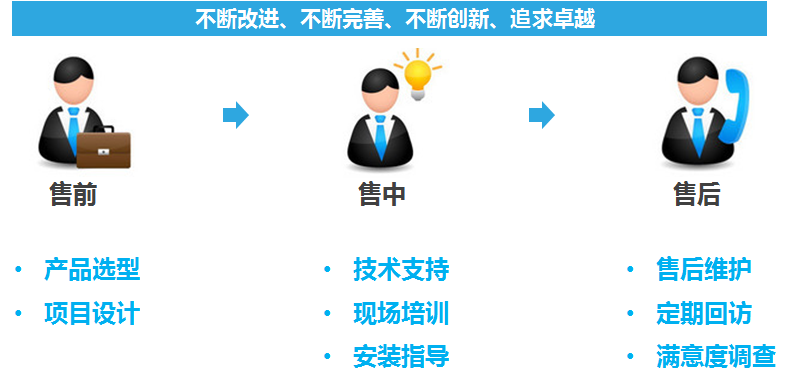 不断改进、不断完善、不断创新、追求卓越
售前
售中
售后
• 产品选型
• 项目设计
• 技术支持
• 现场培训
• 安装指导
• 售后维护
• 定期回访
• 满意度调查